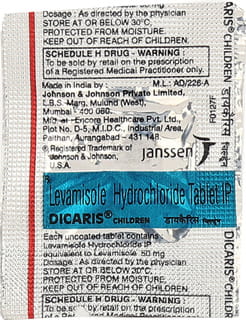 Dosage : As directed by the physician
STORE AT OR BELOW 30°C,
PROTECTED FROM MOISTURE.
KEEP OUT OF REACH OF CHILDREN.
SCHEDULE H DRUG - WARNING :
To be sold by retail on the prescription
of a Registered Medical Practitioner only.
Made in India by :
M.L. : AD/226-A
Johnson & Johnson Private Limited
L.B.S. Marg, Mulund (West),
Mumbai - 400 080.
M/s at - Encore Healthcare Pvt. Ltd.,
Plot No. D-5, M.I.D.C., Industrial Area,
Paithan, Aurangabad - 431 148.
® Registered Trademark of
Johnson & Johnson,
U.S.A.
janssen
Levamisole Hydrochloride Tablet IP
DICARIS® CHILDREN डायकेरिस
Each uncoated tablet contains :
Levamisole Hydrochloride IP
equivalent to Levamisole 50 mg
Dosage : As directed by the physician
STORE AT OR BELOW 30°C,
PROTECTED FROM MOISTURE.
KEEP OUT OF REACH OF CHILDREN.
SCHEDULE H DRUG - WARNING :
To be sold by retail on the prescription
DICARIS® CHILDREN